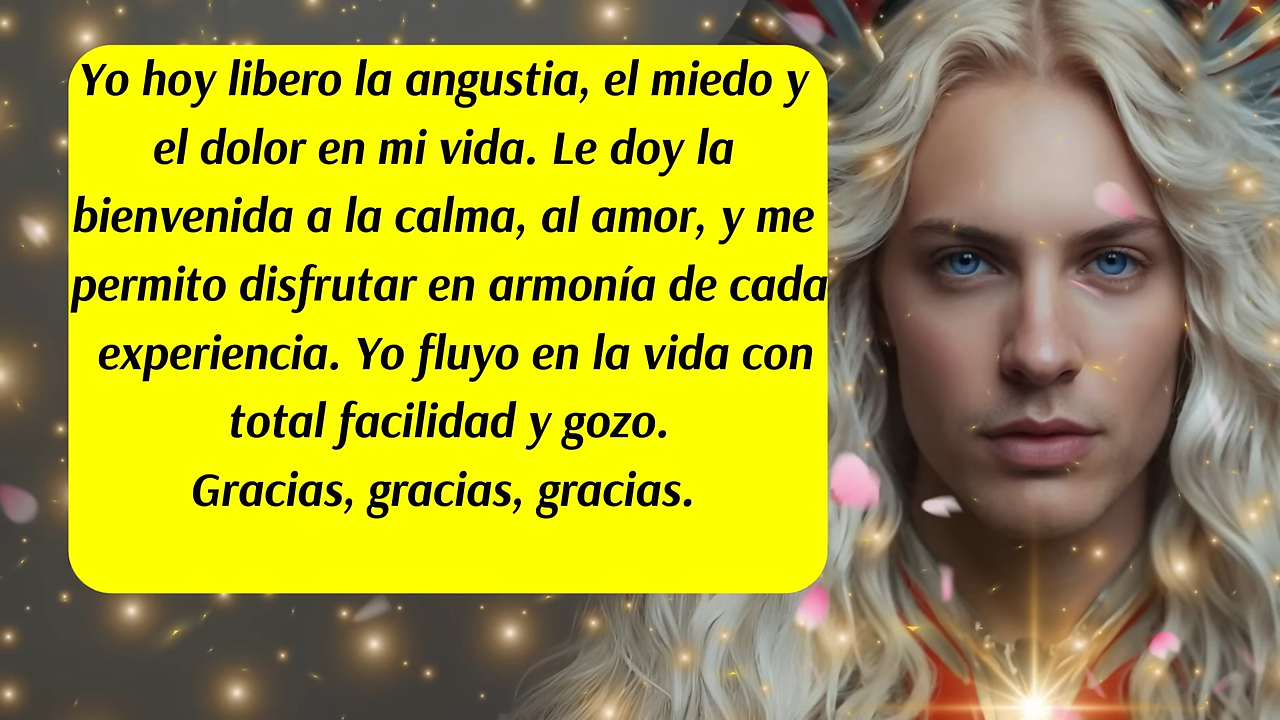 Yo hoy libero la angustia, el miedo y
el dolor en mi vida. Le doy la
bienvenida a la calma, al amor, y me
permito disfrutar en armonía de cada
experiencia. Yo fluyo en la vida con
total facilidad y gozo.
Gracias, gracias, gracias.